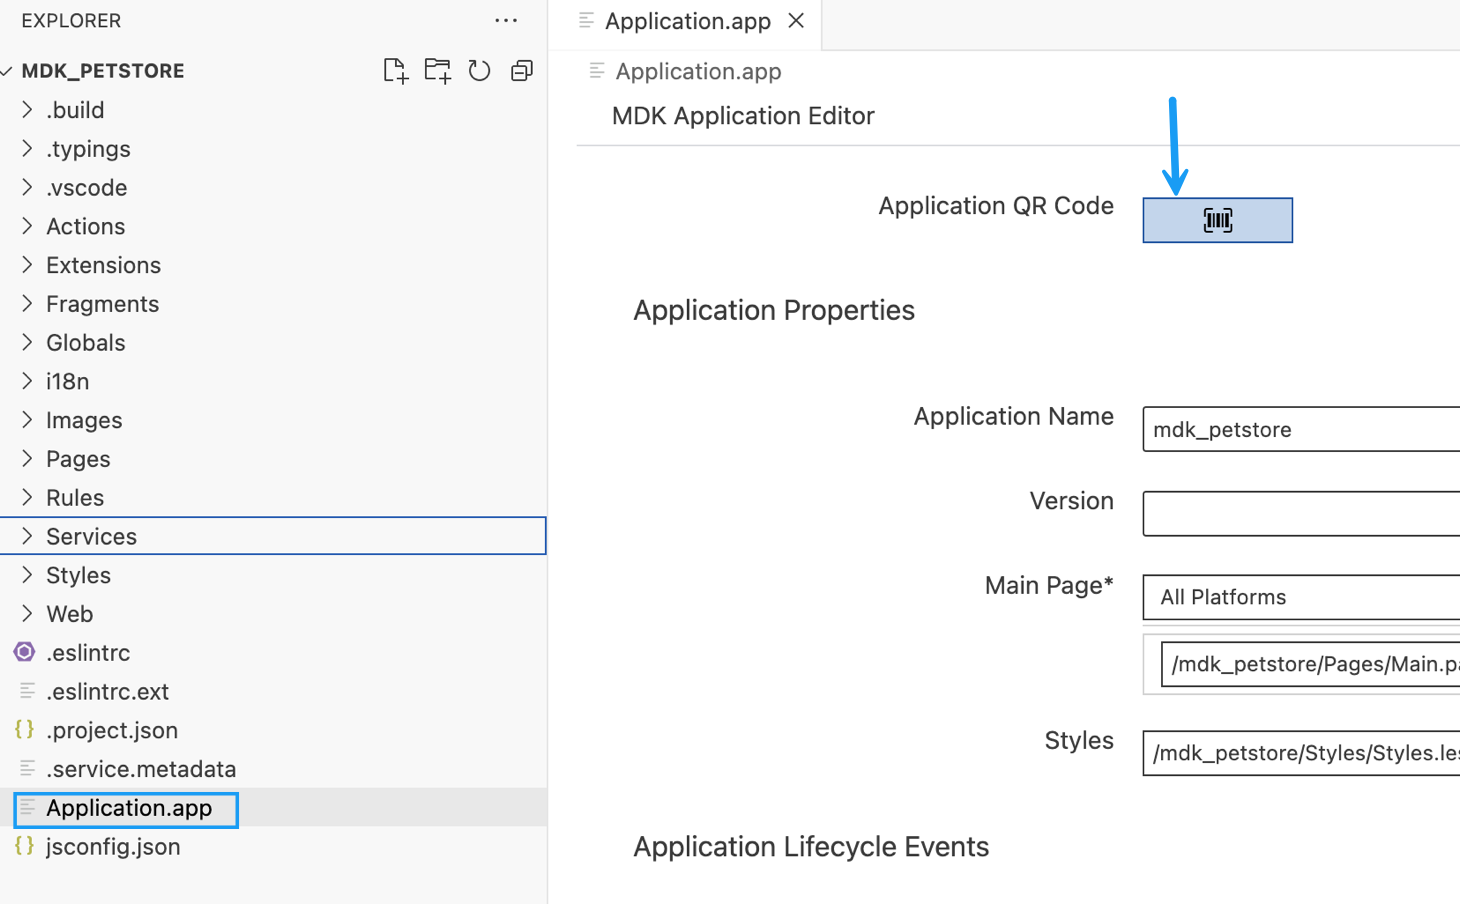 EXPLORER
MDK_PETSTORE
.build
.typings
.vscode
Actions
Extensions
Fragments
Globals
i18n
Images
Pages
Rules
Services
Styles
Web
.eslintrc
.eslintrc.ext
.project.json
.service.metadata
Application.app
jsconfig.json
Application.app
Application.app
MDK Application Editor
Application QR Code
Application Properties
Application Name
mdk_petstore
Version
Main Page*
All Platforms
/mdk_petstore/Pages/Main.pa
Styles
/mdk_petstore/Styles/Styles.les
Application Lifecycle Events